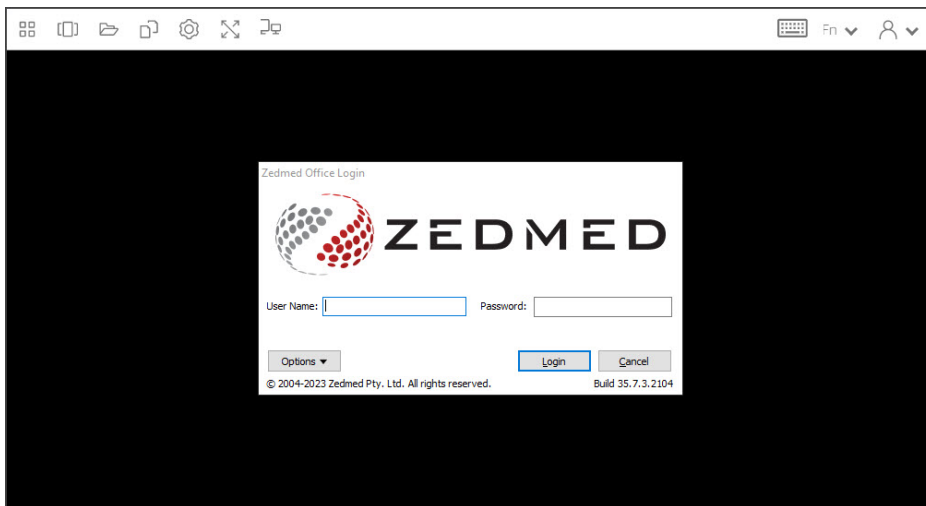 Fn
Zedmed Office Login
ZEDMED
User Name: Password:
Options Login Cancel
© 2004-2023 Zedmed Pty. Ltd. All rights reserved. Build 35.7.3.2104